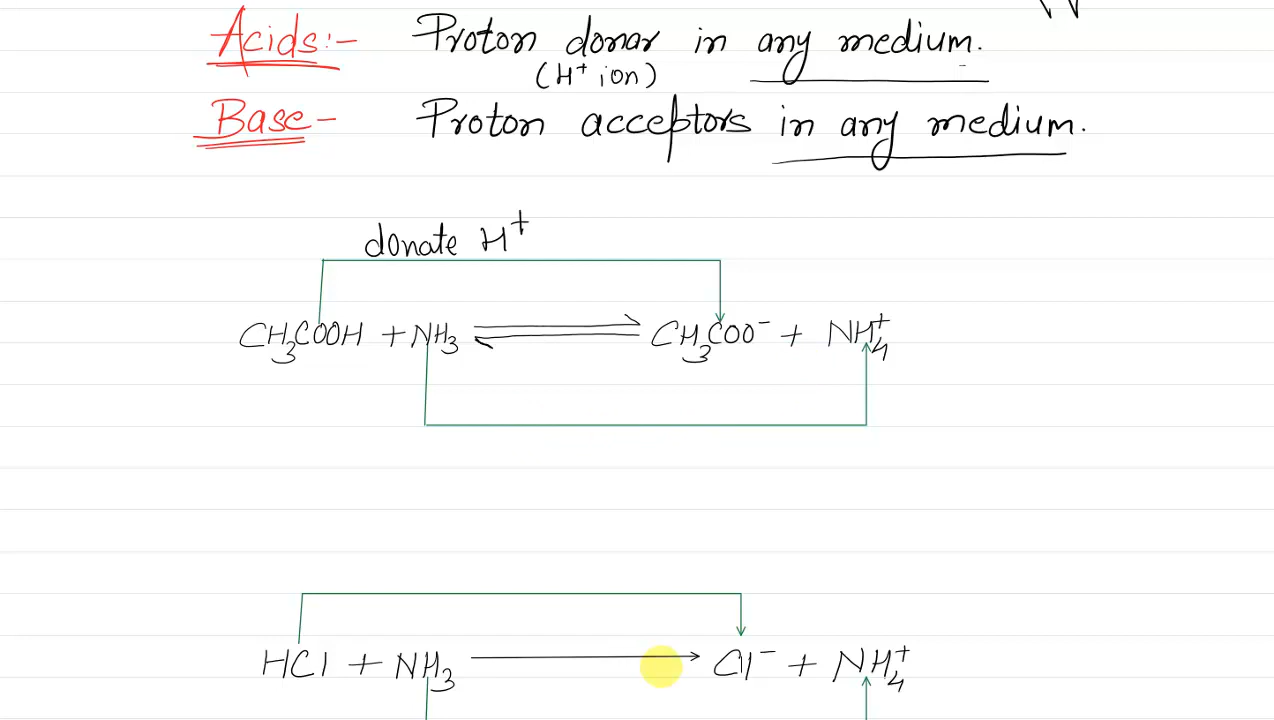 Acids:- Proton donar in any medium.
(H⁺ ion)
Base- Proton acceptors in any medium.
donate H⁺
CH₃COOH + NH₃ ⇌ CH₃COO⁻ + NH₄⁺
HCl + NH₃ → Cl⁻ + NH₄⁺